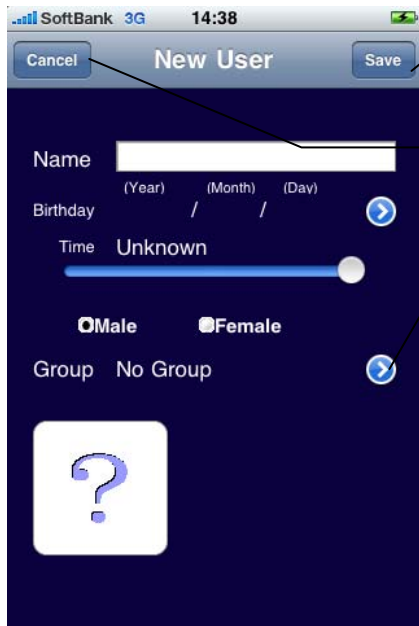 SoftBank 3G 14:38
Cancel New User Save
Name
(Year) (Month) (Day)
Birthday / /
Time Unknown
Male Female
Group No Group
?